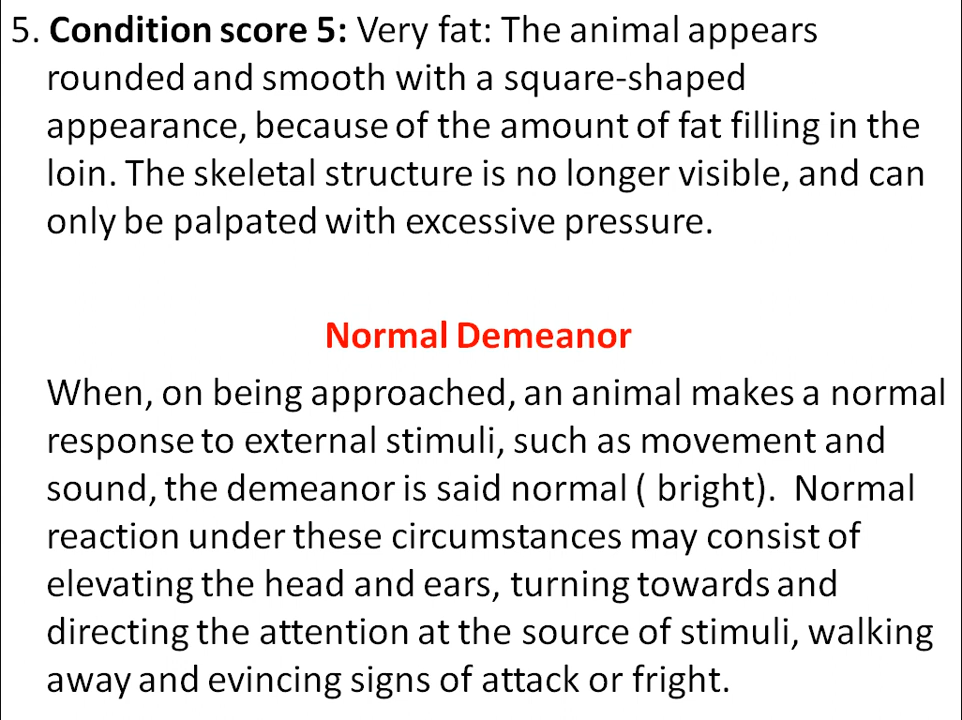 5. Condition score 5: Very fat: The animal appears
rounded and smooth with a square-shaped
appearance, because of the amount of fat filling in the
loin. The skeletal structure is no longer visible, and can
only be palpated with excessive pressure.
Normal Demeanor
When, on being approached, an animal makes a normal
response to external stimuli, such as movement and
sound, the demeanor is said normal ( bright).  Normal
reaction under these circumstances may consist of
elevating the head and ears, turning towards and
directing the attention at the source of stimuli, walking
away and evincing signs of attack or fright.